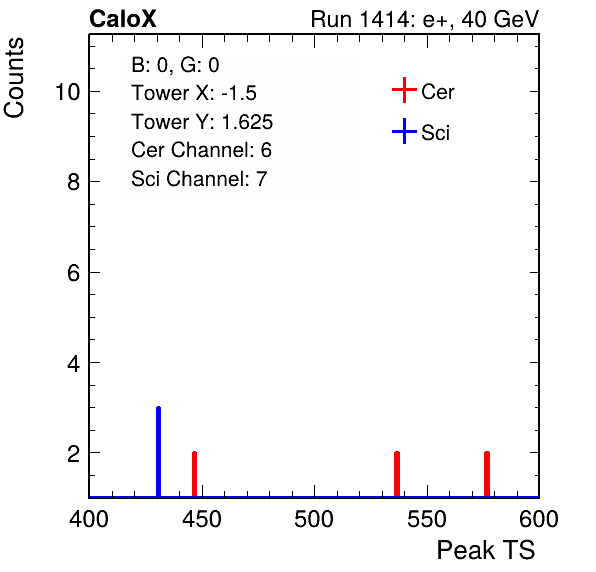 CaloX
Run 1414: e+, 40 GeV
Counts
B: 0, G: 0
Tower X: -1.5
Tower Y: 1.625
Cer Channel: 6
Sci Channel: 7
Cer
Sci
10
8
6
4
2
400 450 500 550 600
Peak TS